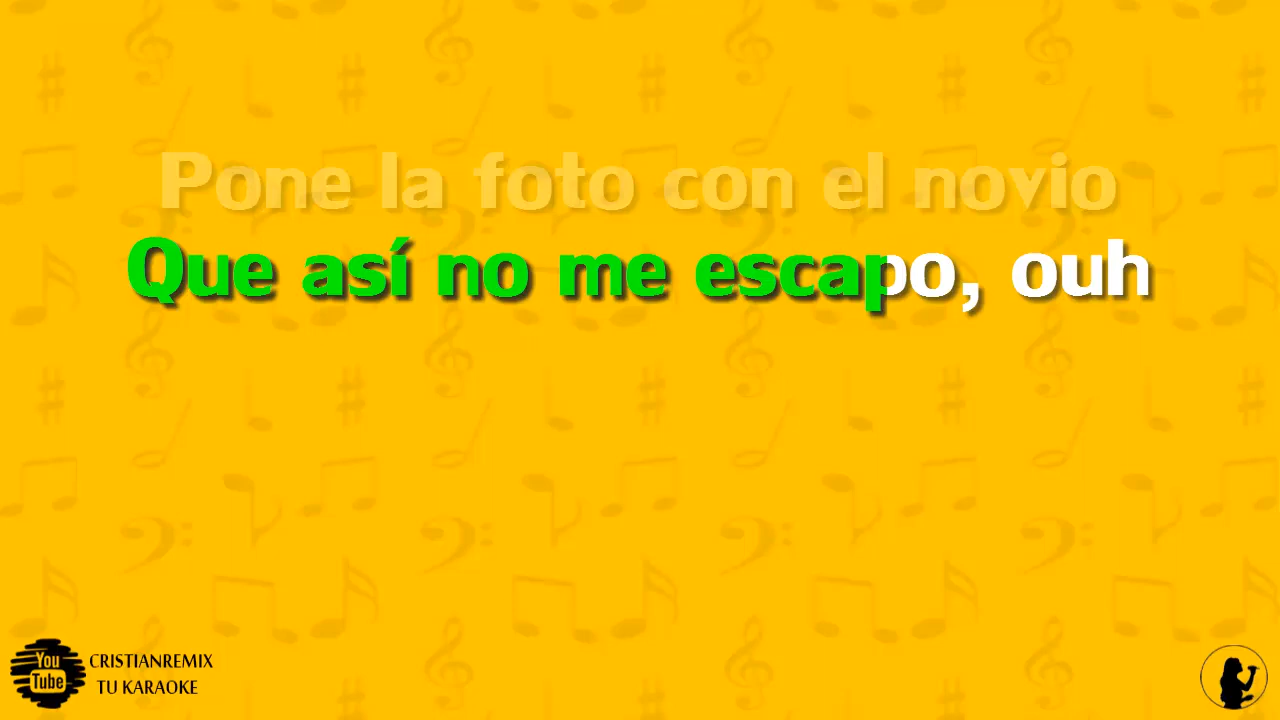 Pone la foto con el novio
Que así no me escapo, ouh
You
Tube
CRISTIANREMIX
TU KARAOKE